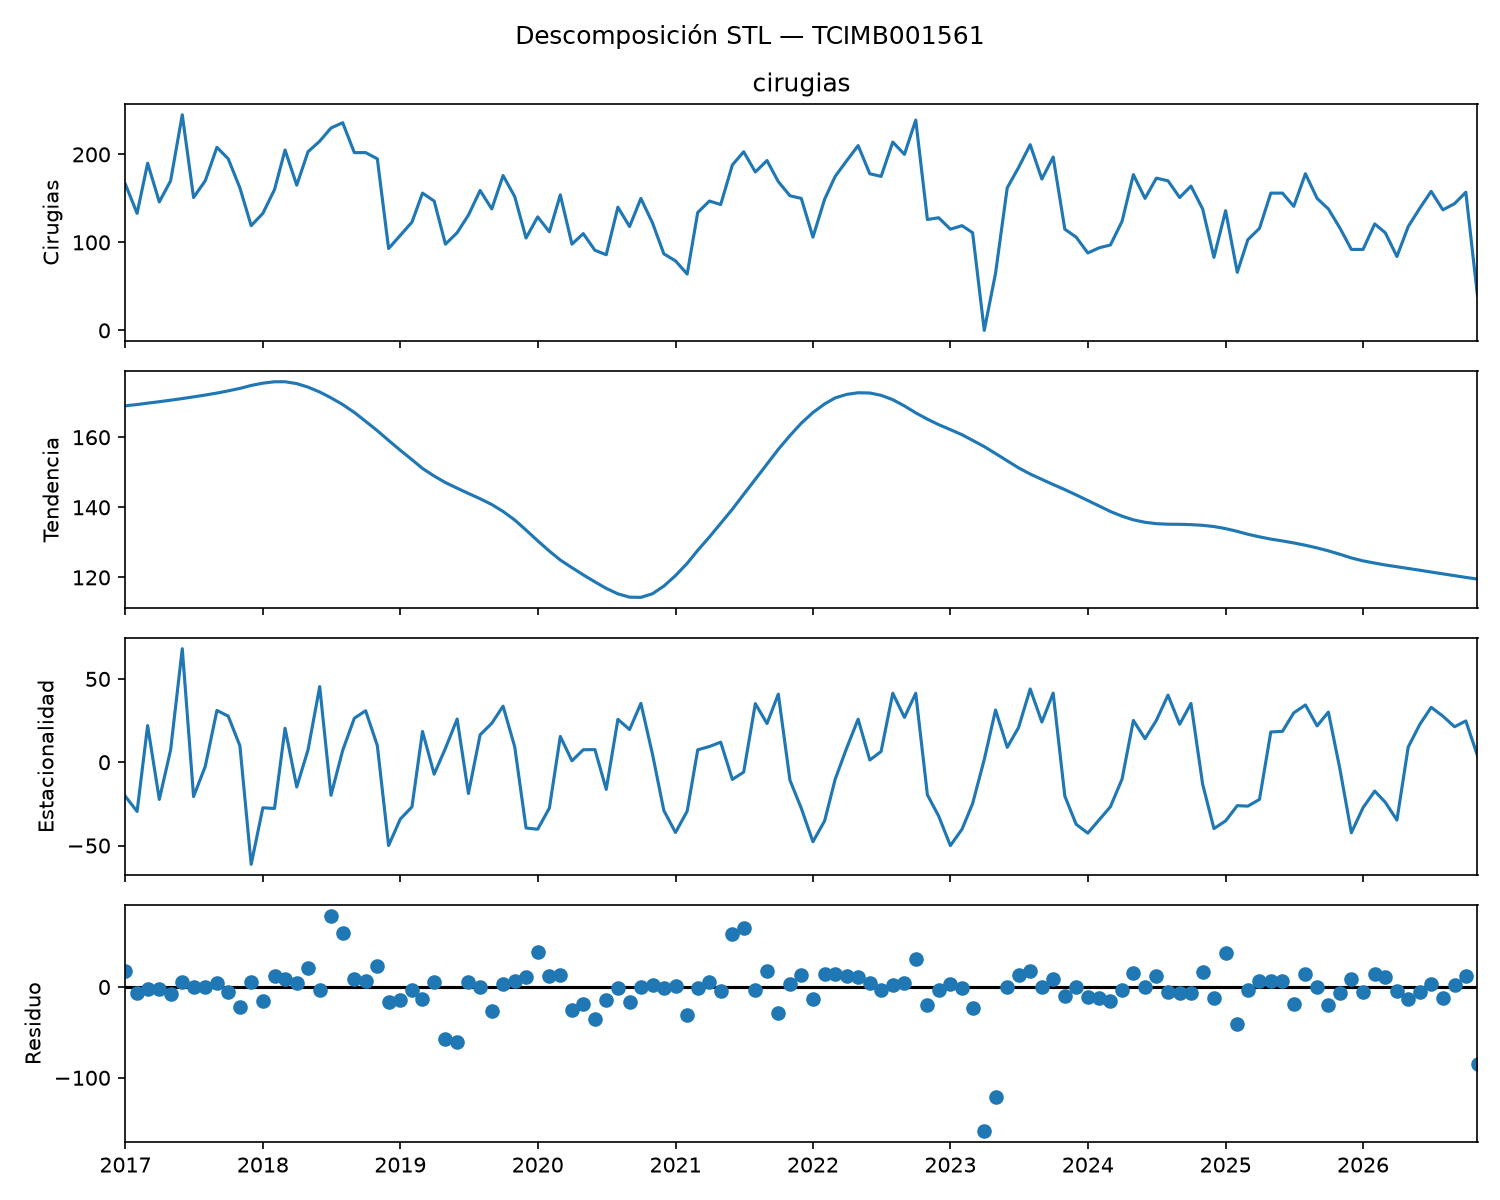 Descomposición STL — TCIMB001561
cirugias
Cirugias
200
100
0
Tendencia
160
140
120
Estacionalidad
50
0
−50
Residuo
0
−100
2017 2018 2019 2020 2021 2022 2023 2024 2025 2026